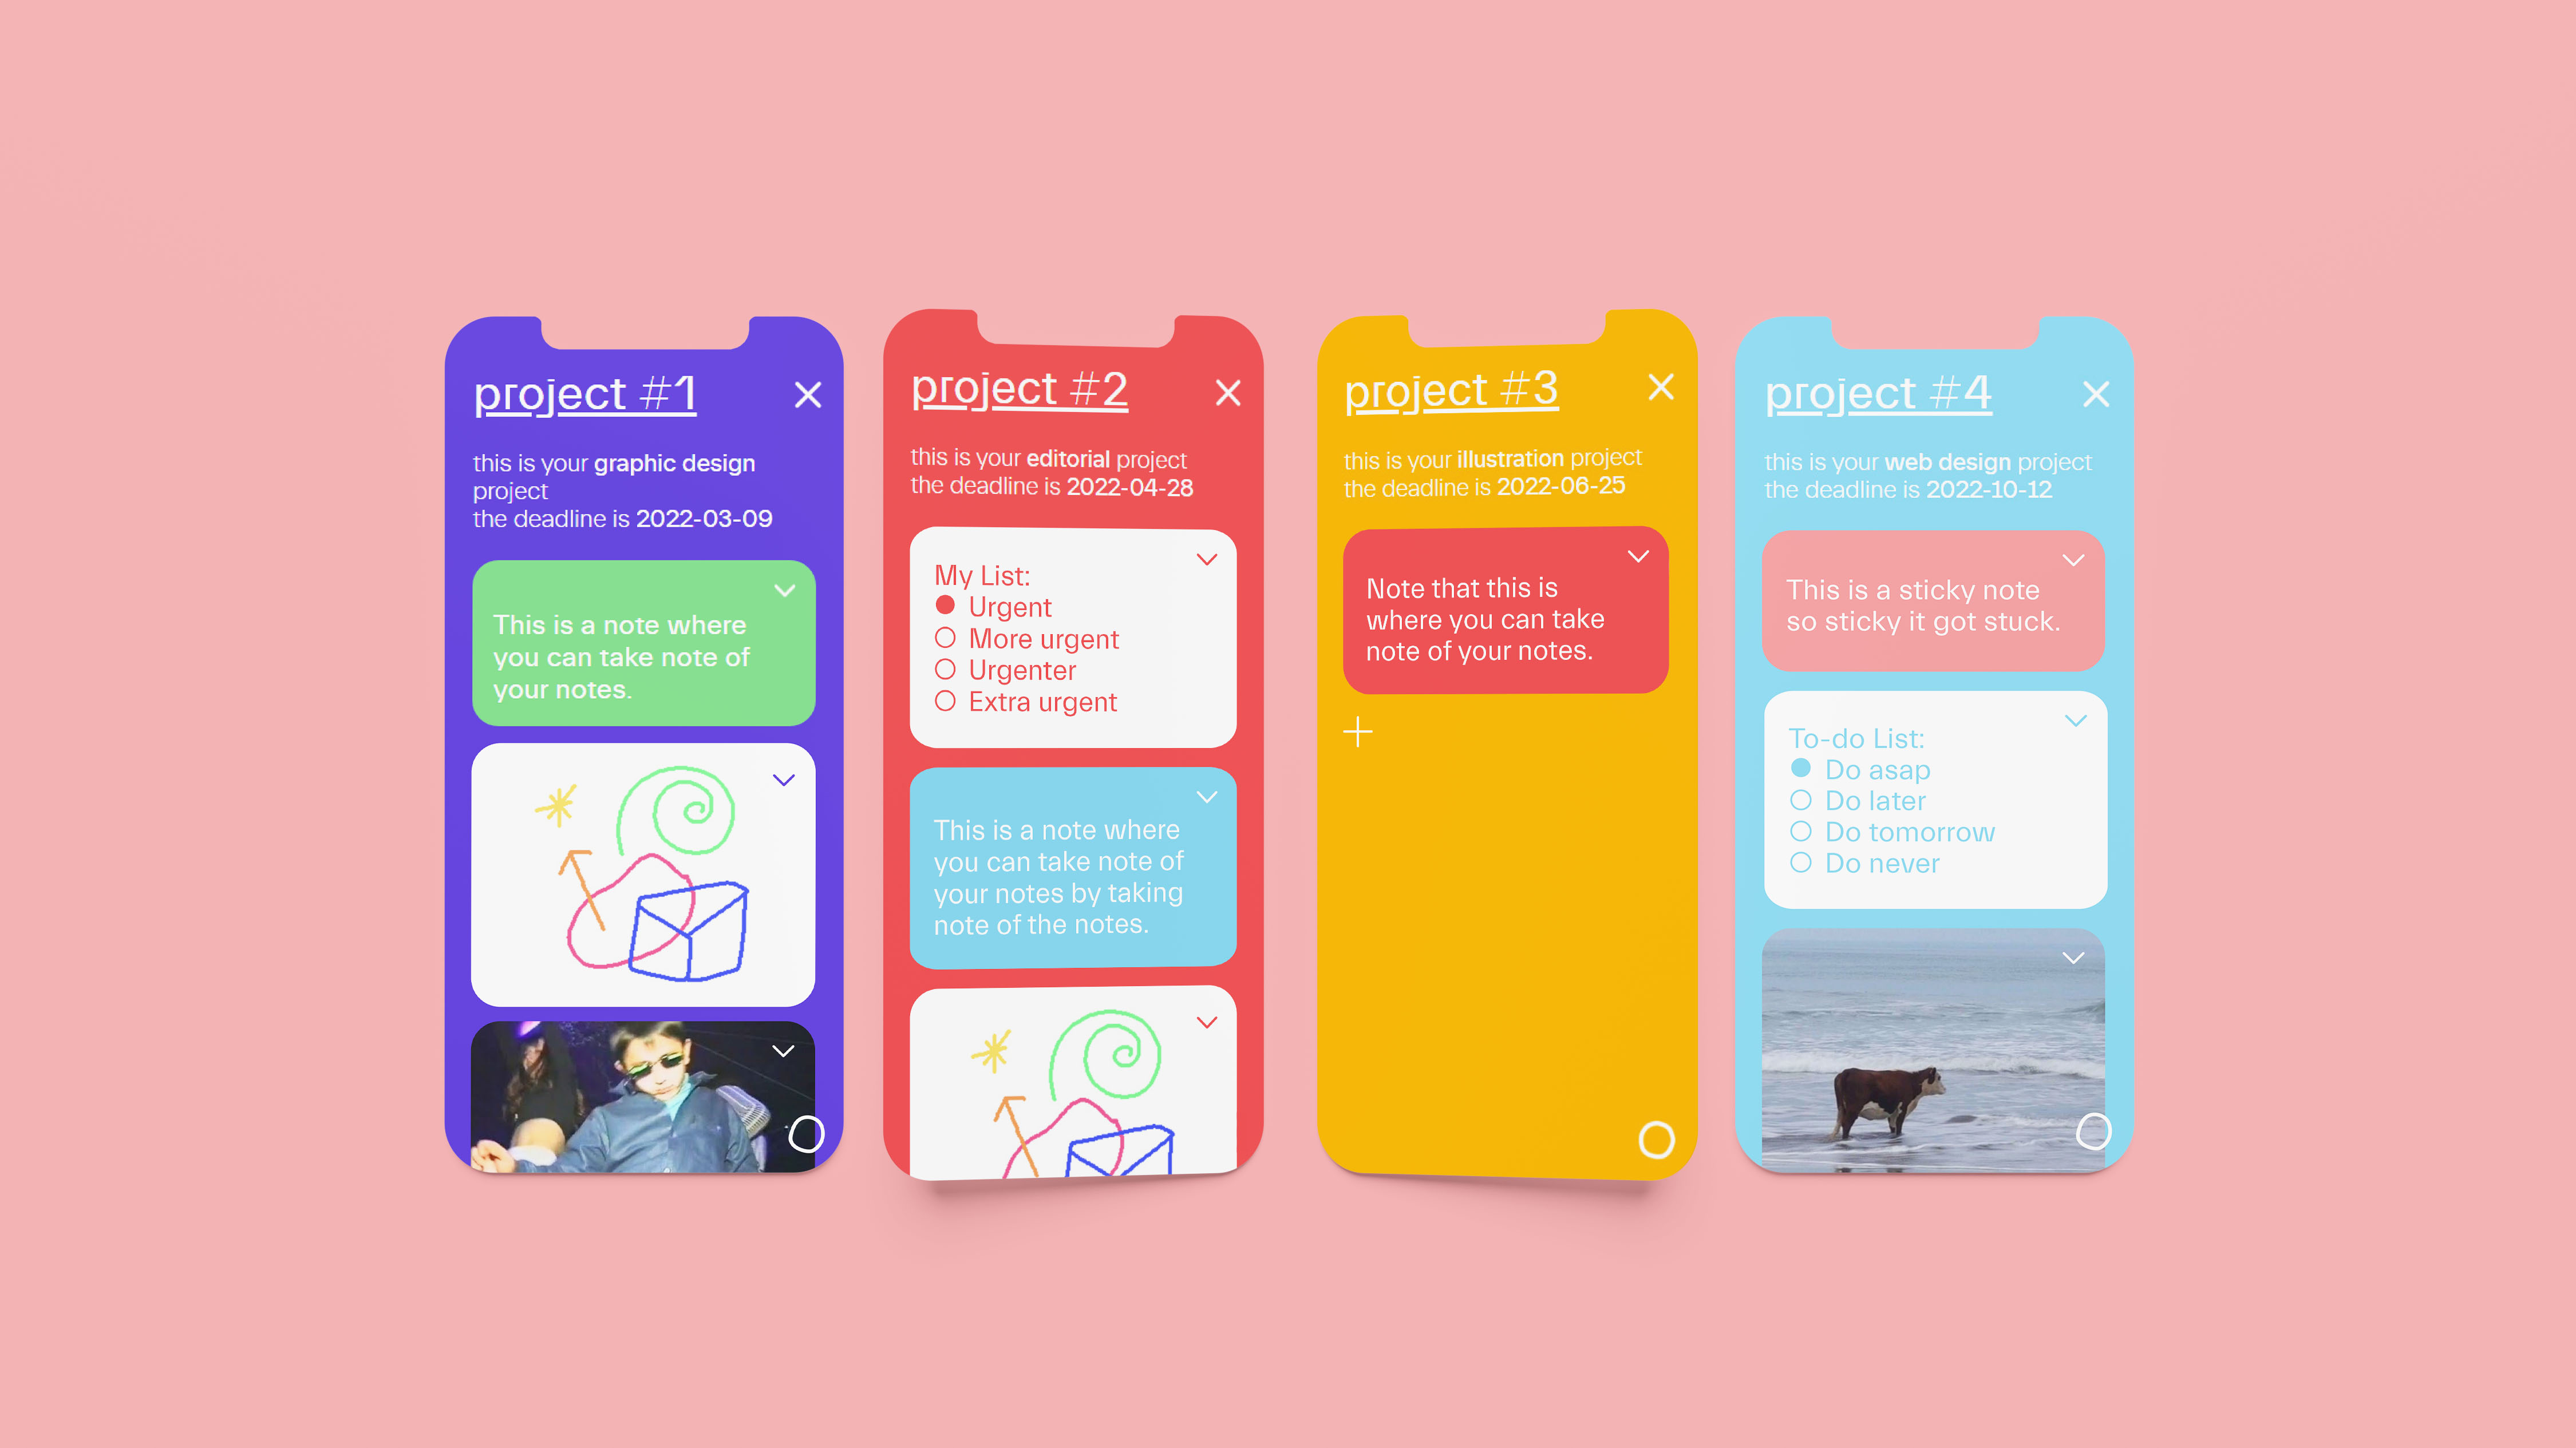 project #1
this is your graphic design
project
the deadline is 2022-03-09
This is a note where
you can take note of
your notes.
project #2
this is your editorial project
the deadline is 2022-04-28
My List:
Urgent
More urgent
Urgenter
Extra urgent
This is a note where
you can take note of
your notes by taking
note of the notes.
project #3
this is your illustration project
the deadline is 2022-06-25
Note that this is
where you can take
note of your notes.
project #4
this is your web design project
the deadline is 2022-10-12
This is a sticky note
so sticky it got stuck.
To-do List:
Do asap
Do later
Do tomorrow
Do never